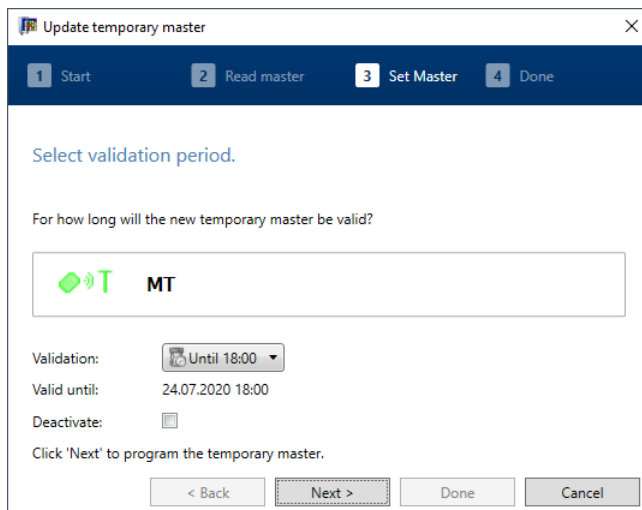 Update temporary master
1 Start 2 Read master 3 Set Master 4 Done
Select validation period.
For how long will the new temporary master be valid?
T MT
Validation: Until 18:00
Valid until: 24.07.2020 18:00
Deactivate:
Click 'Next' to program the temporary master.
< Back Next > Done Cancel